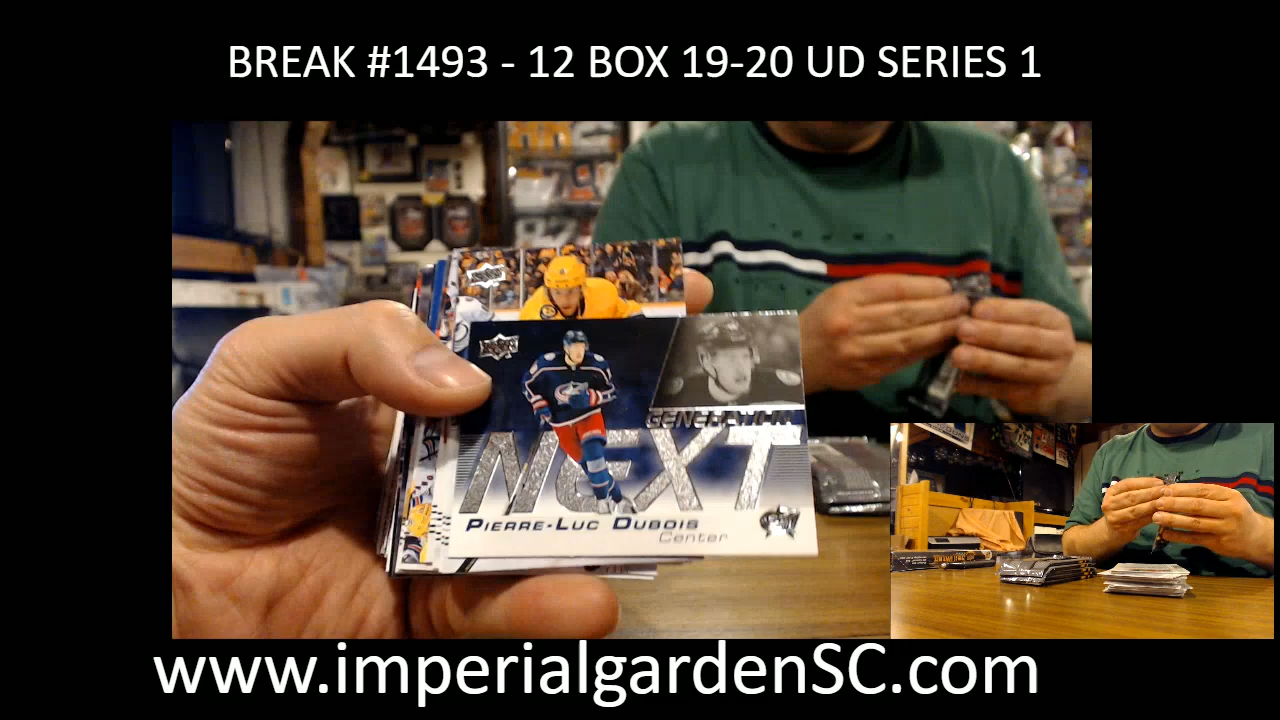 BREAK #1493 - 12 BOX 19-20 UD SERIES 1
GENERATION
NEXT
PIERRE-LUC DUBOIS
Center
www.imperialgardenSC.com